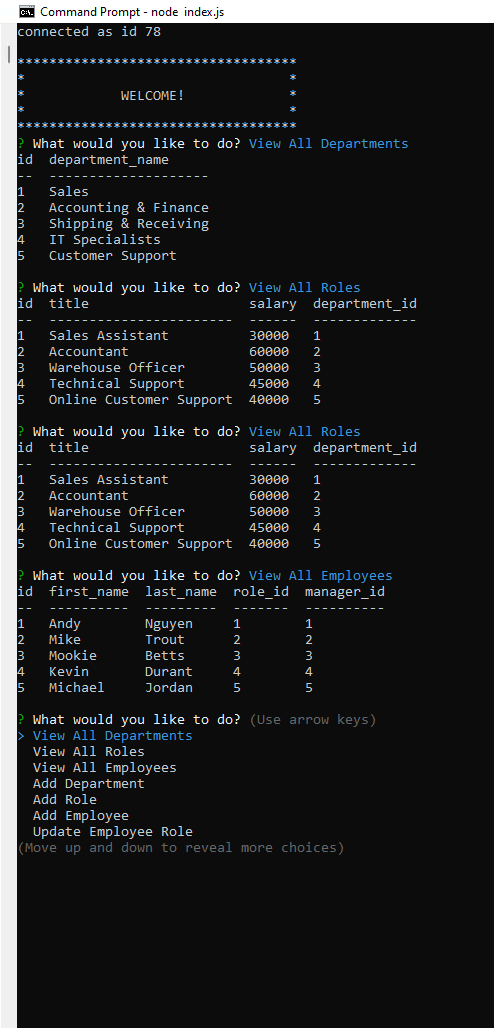 Command Prompt - node  index.js
connected as id 78
***********************************
*                                 *
*            WELCOME!             *
*                                 *
***********************************
? What would you like to do? View All Departments
id  department_name
--  --------------------
1   Sales
2   Accounting & Finance
3   Shipping & Receiving
4   IT Specialists
5   Customer Support
? What would you like to do? View All Roles
id  title                    salary  department_id
--  -----------------------  ------  -------------
1   Sales Assistant          30000   1
2   Accountant               60000   2
3   Warehouse Officer        50000   3
4   Technical Support        45000   4
5   Online Customer Support  40000   5
? What would you like to do? View All Roles
id  title                    salary  department_id
--  -----------------------  ------  -------------
1   Sales Assistant          30000   1
2   Accountant               60000   2
3   Warehouse Officer        50000   3
4   Technical Support        45000   4
5   Online Customer Support  40000   5
? What would you like to do? View All Employees
id  first_name  last_name  role_id  manager_id
--  ----------  ---------  -------  ----------
1   Andy        Nguyen     1        1
2   Mike        Trout      2        2
3   Mookie      Betts      3        3
4   Kevin       Durant     4        4
5   Michael     Jordan     5        5
? What would you like to do? (Use arrow keys)
> View All Departments
  View All Roles
  View All Employees
  Add Department
  Add Role
  Add Employee
  Update Employee Role
(Move up and down to reveal more choices)